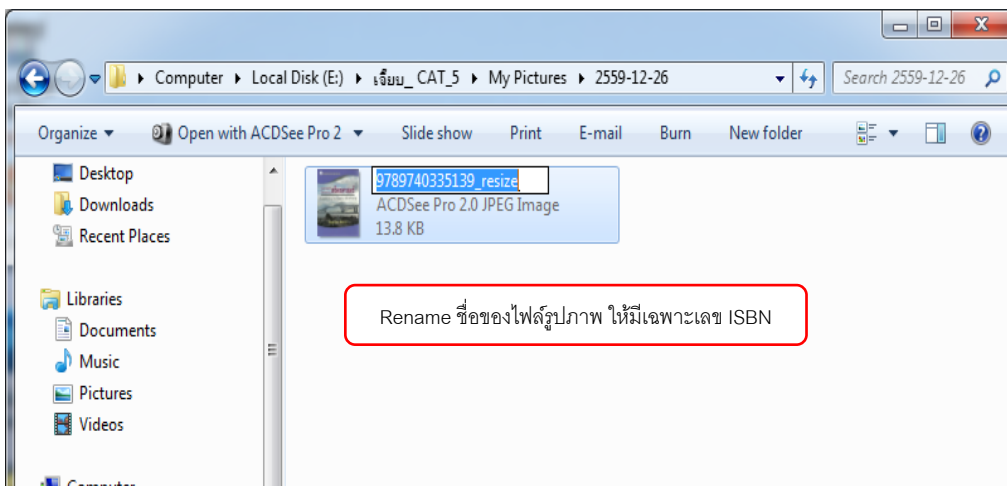 Computer Local Disk (E:) เจี๊ยบ_ CAT_5 My Pictures 2559-12-26 Search 2559-12-26
Organize Open with ACDSee Pro 2 Slide show Print E-mail Burn New folder
Desktop
Downloads
Recent Places
Libraries
Documents
Music
Pictures
Videos
Computer
9789740335139_resize
ACDSee Pro 2.0 JPEG Image
13.8 KB
Rename ชื่อของไฟล์รูปภาพ ให้มีเฉพาะเลข ISBN